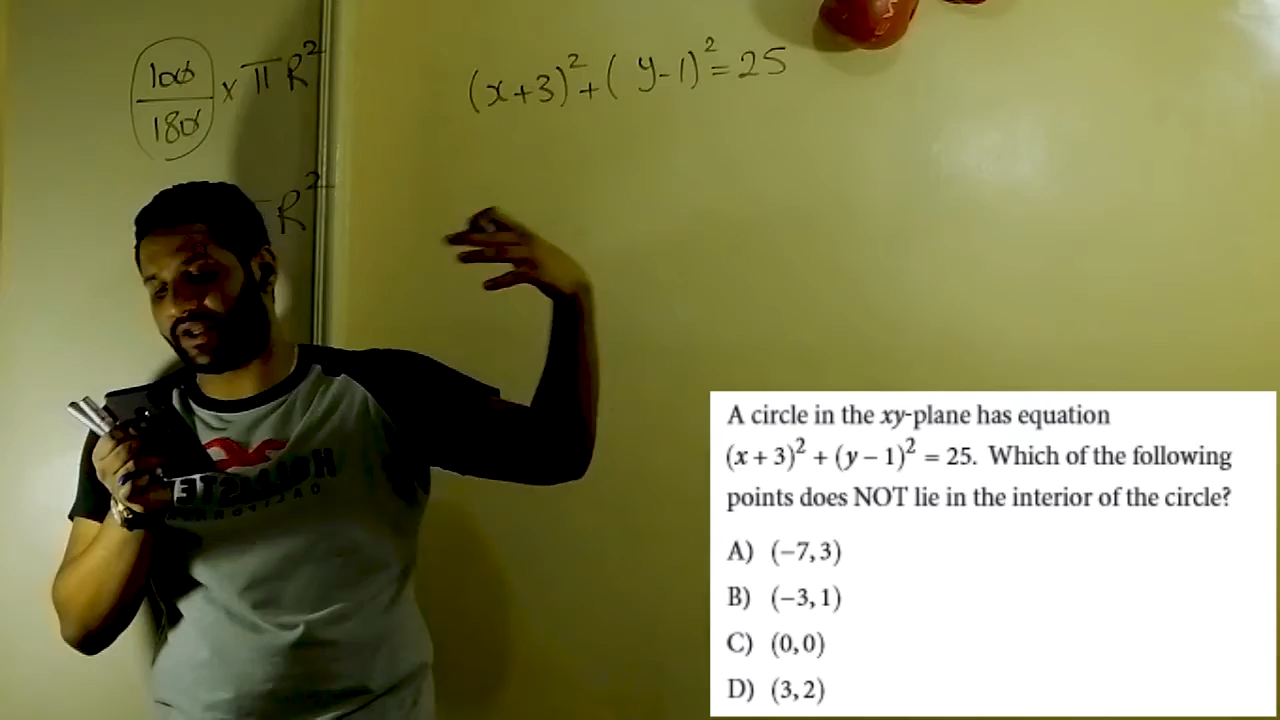 100/180 × π R²
R²
(x+3)²+(y-1)²=25
A circle in the xy-plane has equation
(x + 3)² + (y − 1)² = 25. Which of the following
points does NOT lie in the interior of the circle?
A) (−7, 3)
B) (−3, 1)
C) (0, 0)
D) (3, 2)